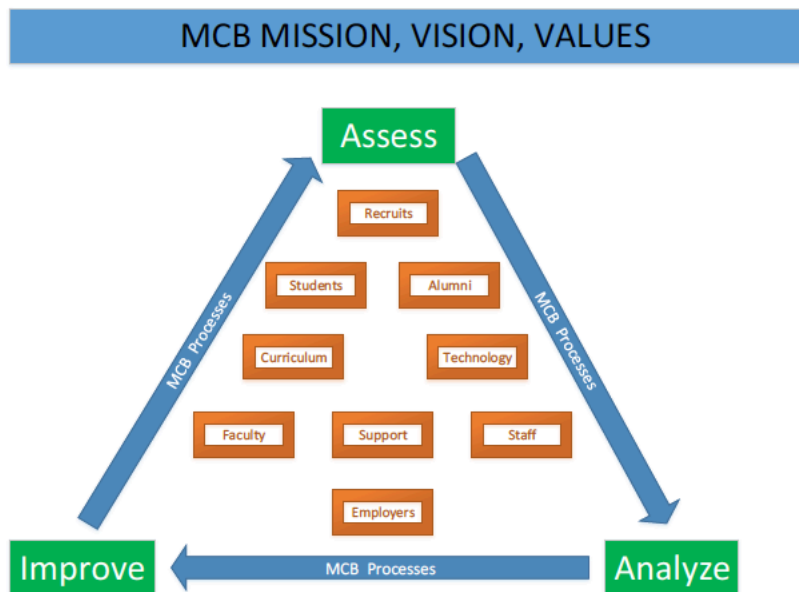 MCB MISSION, VISION, VALUES
Assess
Recruits
Students
Alumni
MCB Processes
MCB Processes
Curriculum
Technology
Faculty
Support
Staff
Employers
Improve
MCB Processes
Analyze